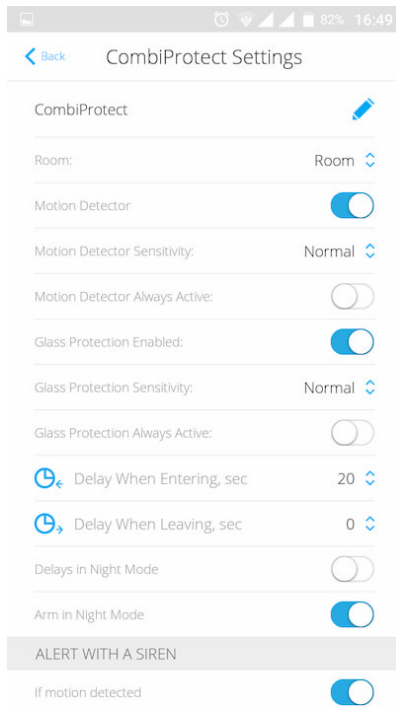 82% 16:49
Back CombiProtect Settings
CombiProtect
Room: Room
Motion Detector
Motion Detector Sensitivity: Normal
Motion Detector Always Active:
Glass Protection Enabled:
Glass Protection Sensitivity: Normal
Glass Protection Always Active:
Delay When Entering, sec 20
Delay When Leaving, sec 0
Delays in Night Mode
Arm in Night Mode
ALERT WITH A SIREN
If motion detected